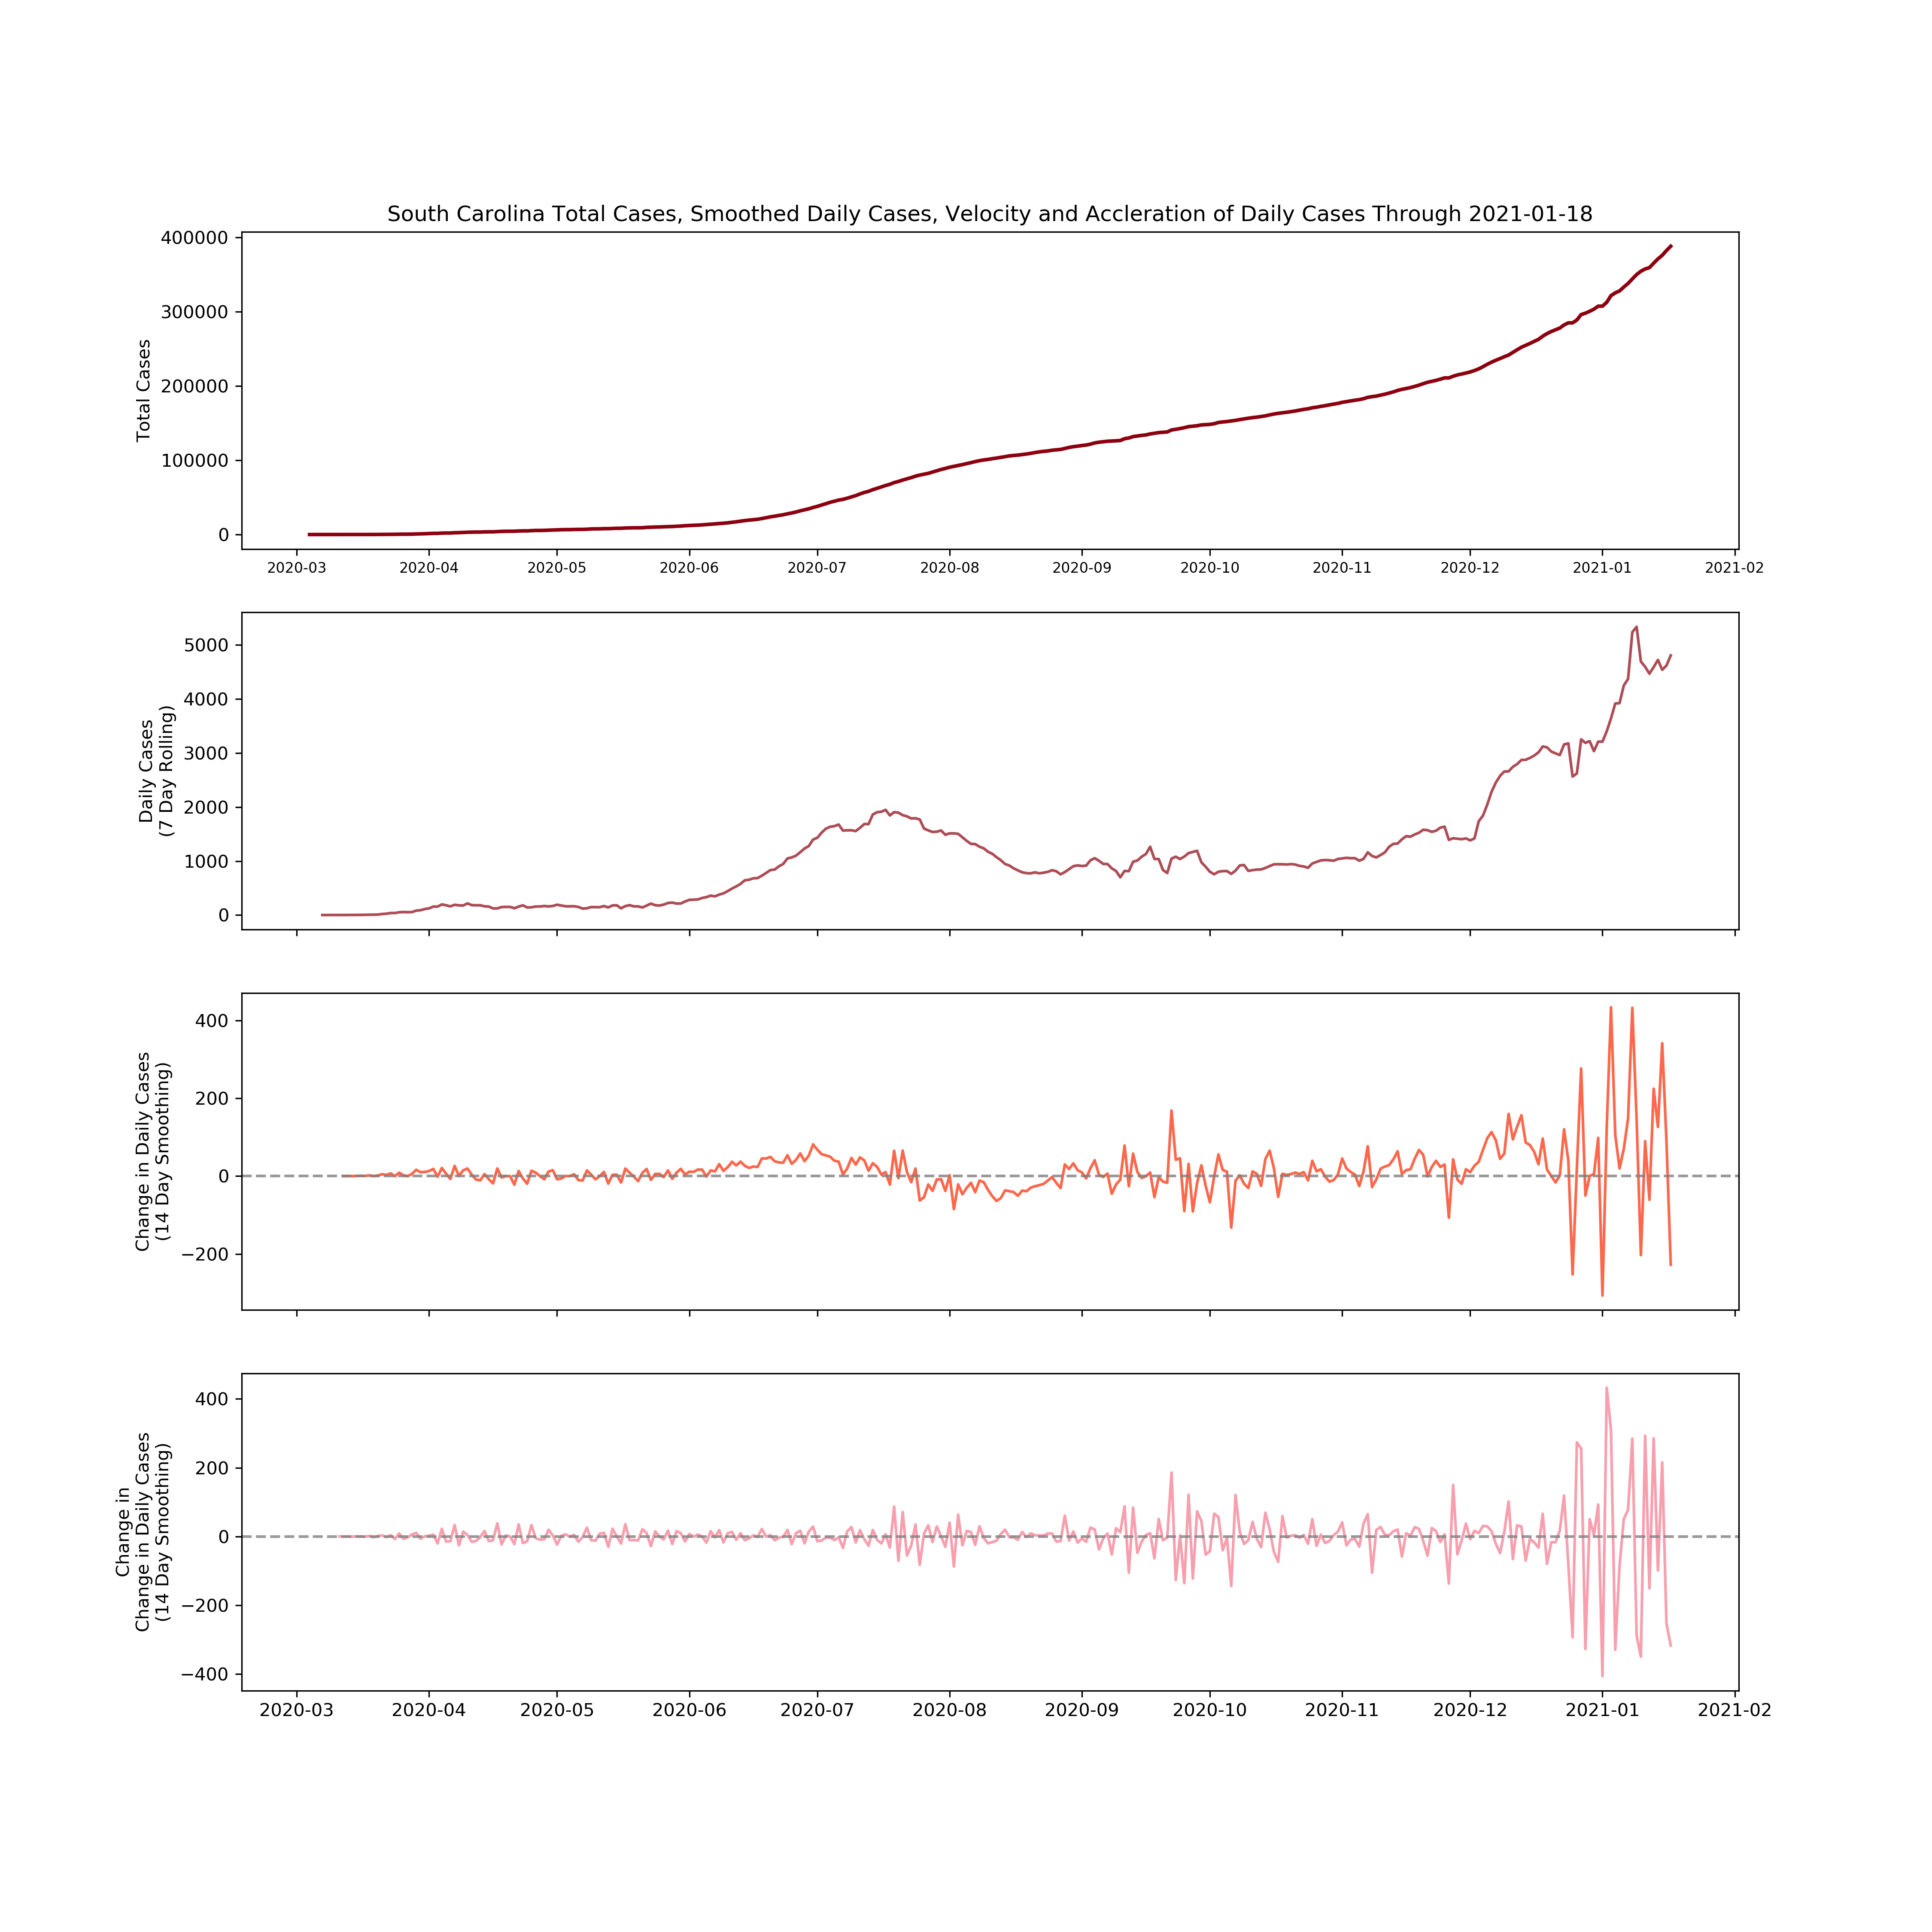 South Carolina Total Cases, Smoothed Daily Cases, Velocity and Accleration of Daily Cases Through 2021-01-18
Total Cases
400000
300000
200000
100000
0
2020-03 2020-04 2020-05 2020-06 2020-07 2020-08 2020-09 2020-10 2020-11 2020-12 2021-01 2021-02
Daily Cases
(7 Day Rolling)
5000
4000
3000
2000
1000
0
Change in Daily Cases
(14 Day Smoothing)
400
200
0
−200
Change in
Change in Daily Cases
(14 Day Smoothing)
400
200
0
−200
−400
2020-03 2020-04 2020-05 2020-06 2020-07 2020-08 2020-09 2020-10 2020-11 2020-12 2021-01 2021-02